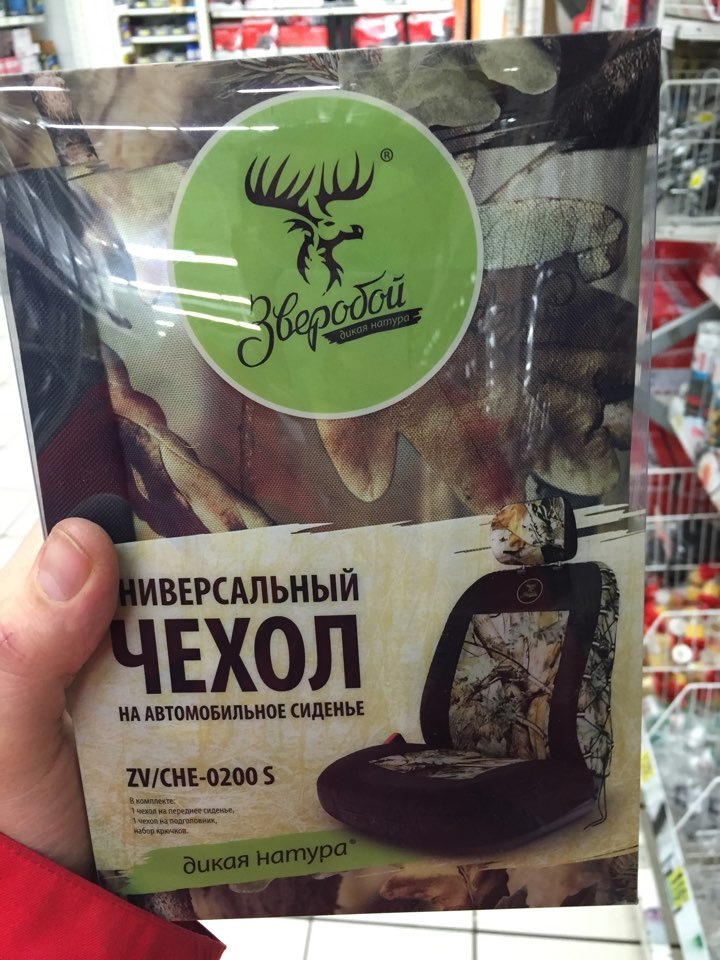 ®
Зверобой
дикая натура
НИВЕРСАЛЬНЫЙ
ЧЕХОЛ
НА АВТОМОБИЛЬНОЕ СИДЕНЬЕ
ZV/CHE-0200 S
В комплекте:
1 чехол на переднее сиденье,
1 чехол на подголовник,
набор крючков.
дикая натура®